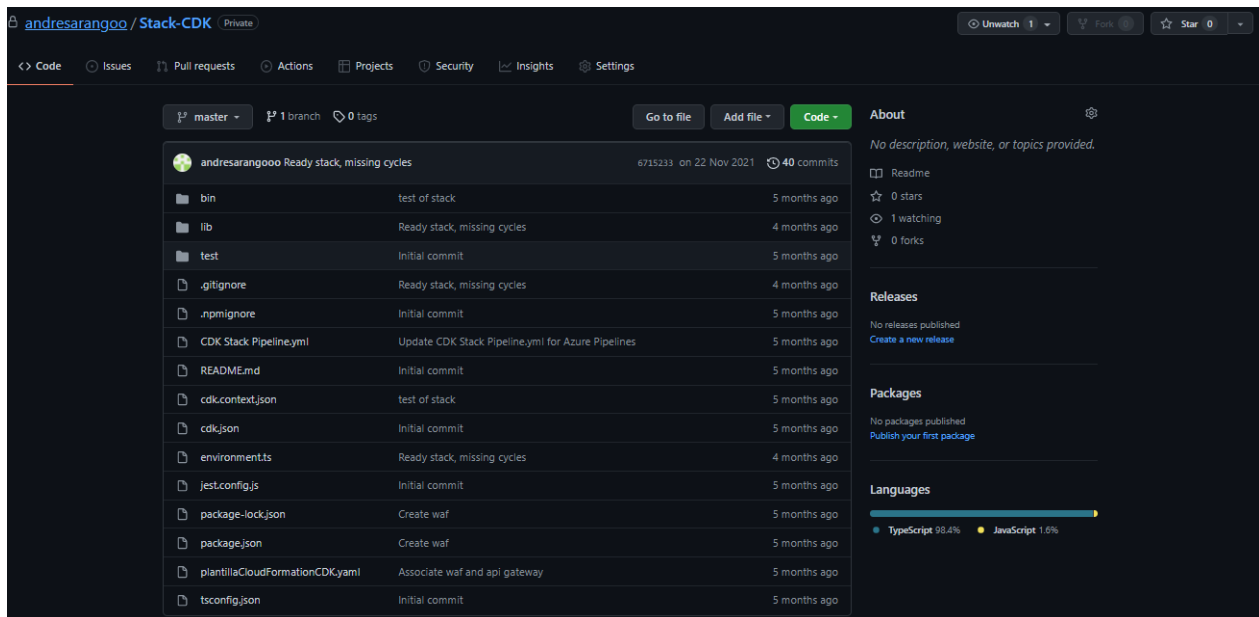 andresarangoo / Stack-CDK Private
Unwatch 1 Fork 0 Star 0
<> Code Issues Pull requests Actions Projects Security Insights Settings
master 1 branch 0 tags Go to file Add file Code
andresarangooo Ready stack, missing cycles 6715233 on 22 Nov 2021 40 commits
bin test of stack 5 months ago
lib Ready stack, missing cycles 4 months ago
test Initial commit 5 months ago
.gitignore Ready stack, missing cycles 4 months ago
.npmignore Initial commit 5 months ago
CDK Stack Pipeline.yml Update CDK Stack Pipeline.yml for Azure Pipelines 5 months ago
README.md Initial commit 5 months ago
cdk.context.json test of stack 5 months ago
cdk.json Initial commit 5 months ago
environment.ts Ready stack, missing cycles 4 months ago
jest.config.js Initial commit 5 months ago
package-lock.json Create waf 5 months ago
package.json Create waf 5 months ago
plantillaCloudFormationCDK.yaml Associate waf and api gateway 5 months ago
tsconfig.json Initial commit 5 months ago
About
No description, website, or topics provided.
Readme
0 stars
1 watching
0 forks
Releases
No releases published
Create a new release
Packages
No packages published
Publish your first package
Languages
TypeScript 98.4% JavaScript 1.6%